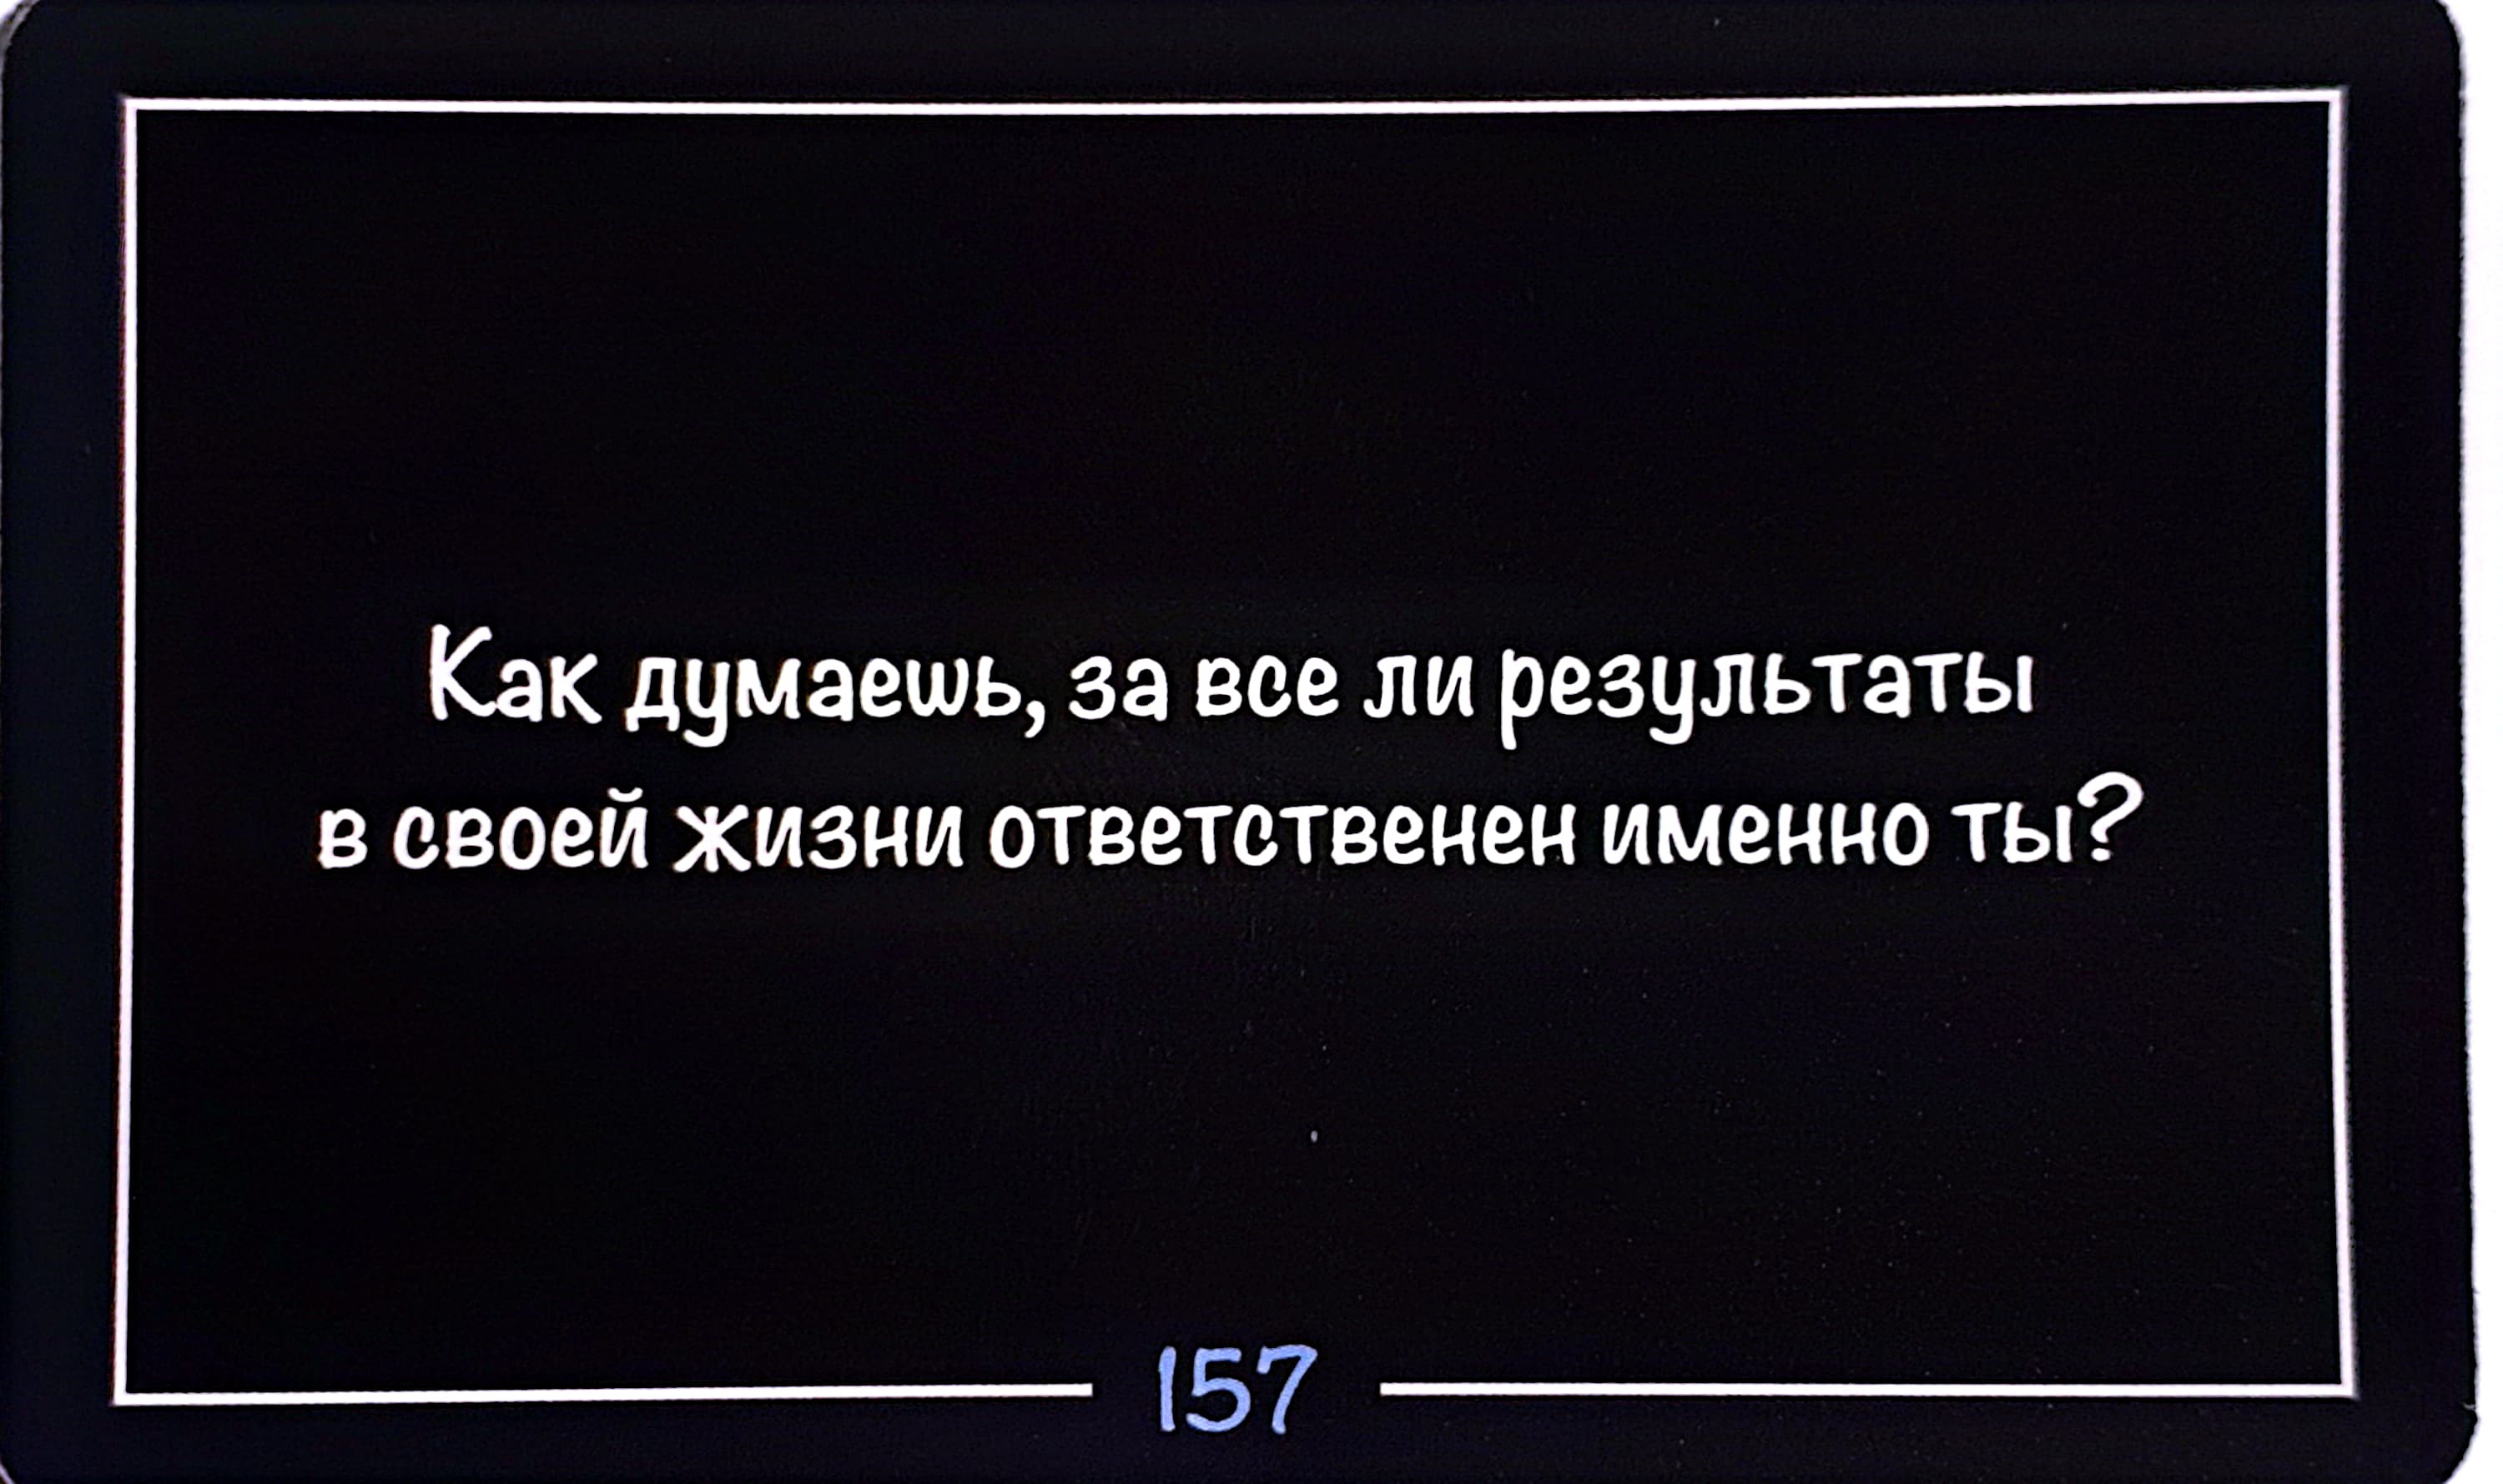 Как думаешь, за все ли результаты
в своей жизни ответственен именно ты?
157